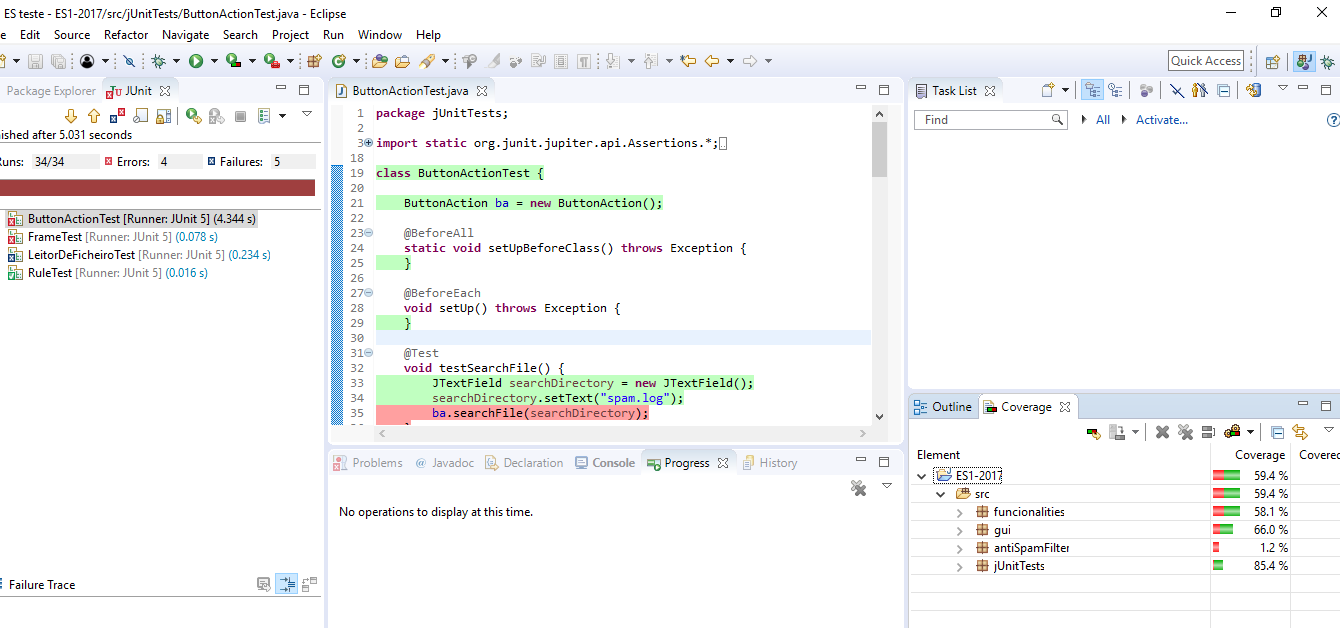 ES teste - ES1-2017/src/jUnitTests/ButtonActionTest.java - Eclipse
e Edit Source Refactor Navigate Search Project Run Window Help
Quick Access
Package Explorer JUnit
ished after 5.031 seconds
uns: 34/34 Errors: 4 Failures: 5
ButtonActionTest [Runner: JUnit 5] (4.344 s)
FrameTest [Runner: JUnit 5] (0.078 s)
LeitorDeFicheiroTest [Runner: JUnit 5] (0.234 s)
RuleTest [Runner: JUnit 5] (0.016 s)
Failure Trace
ButtonActionTest.java
1 package jUnitTests;
2
3 import static org.junit.jupiter.api.Assertions.*;
18
19 class ButtonActionTest {
20
21 ButtonAction ba = new ButtonAction();
22
23 @BeforeAll
24 static void setUpBeforeClass() throws Exception {
25 }
26
27 @BeforeEach
28 void setUp() throws Exception {
29 }
30
31 @Test
32 void testSearchFile() {
33 JTextField searchDirectory = new JTextField();
34 searchDirectory.setText("spam.log");
35 ba.searchFile(searchDirectory);
Problems @ Javadoc Declaration Console Progress History
No operations to display at this time.
Task List
Find All Activate...
Outline Coverage
Element Coverage Covered
ES1-2017 59.4 %
src 59.4 %
funcionalities 58.1 %
gui 66.0 %
antiSpamFilter 1.2 %
jUnitTests 85.4 %